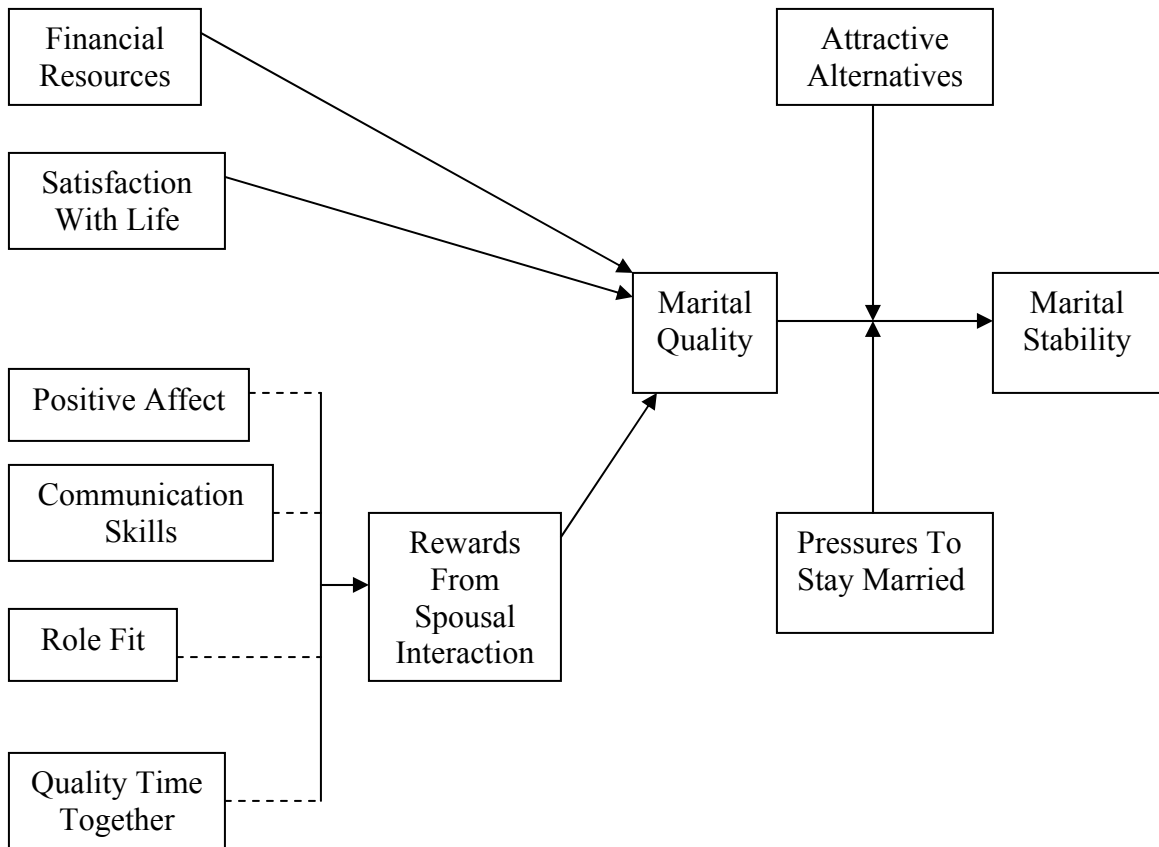 Financial
Resources
Attractive
Alternatives
Satisfaction
With Life
Marital
Quality
Marital
Stability
Positive Affect
Communication
Skills
Rewards
From
Spousal
Interaction
Pressures To
Stay Married
Role Fit
Quality Time
Together